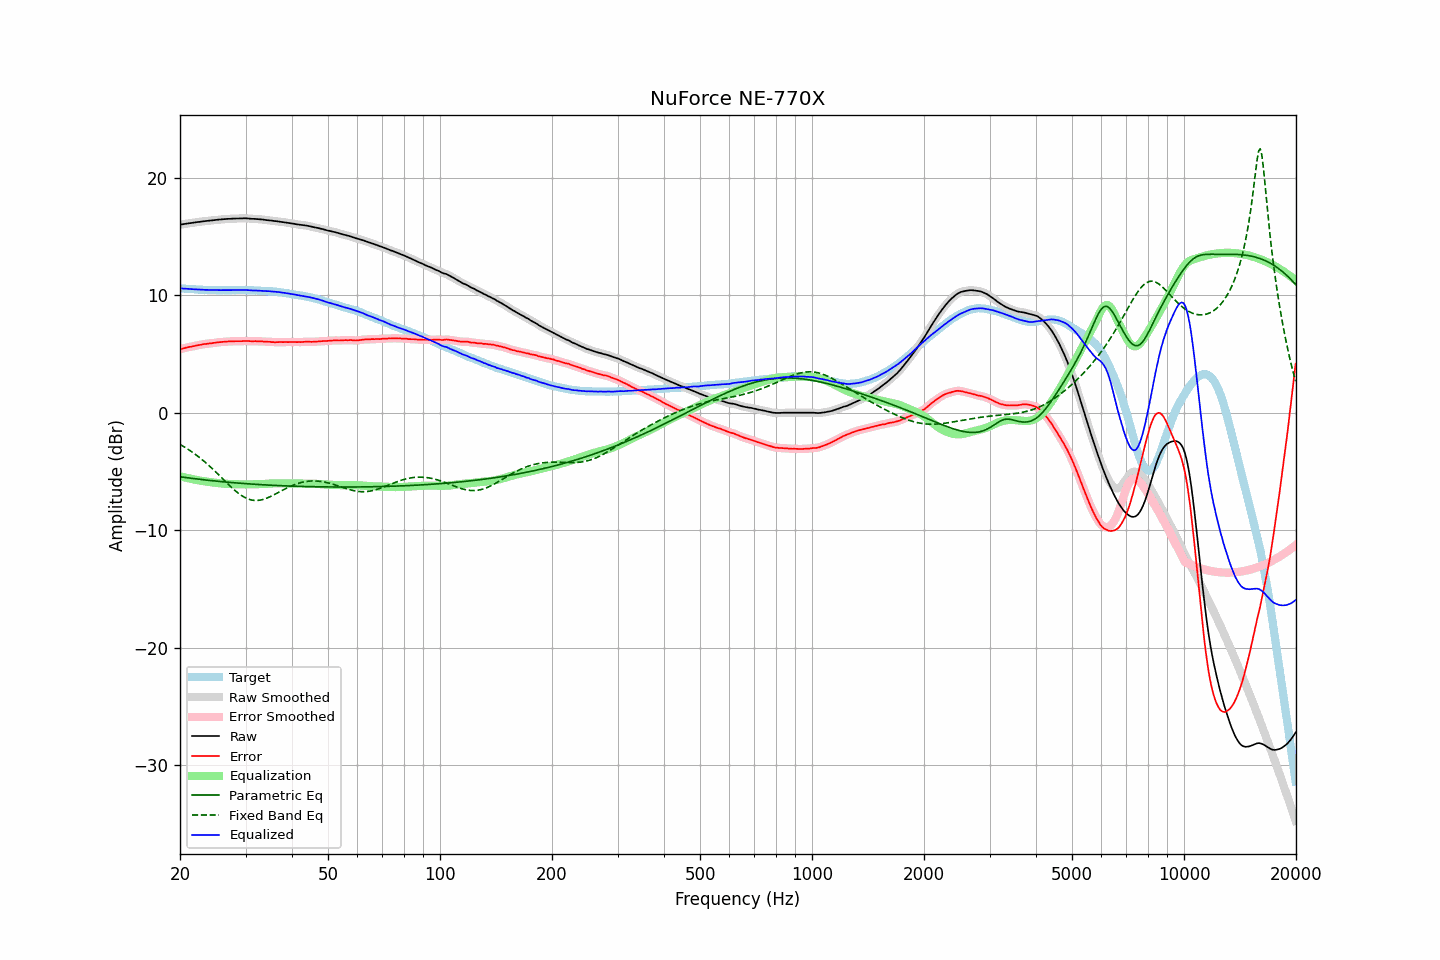 NuForce NE-770X
20
10
0
−10
−20
−30
Amplitude (dBr)
Target
Raw Smoothed
Error Smoothed
Raw
Error
Equalization
Parametric Eq
Fixed Band Eq
Equalized
20 50 100 200 500 1000 2000 5000 10000 20000
Frequency (Hz)